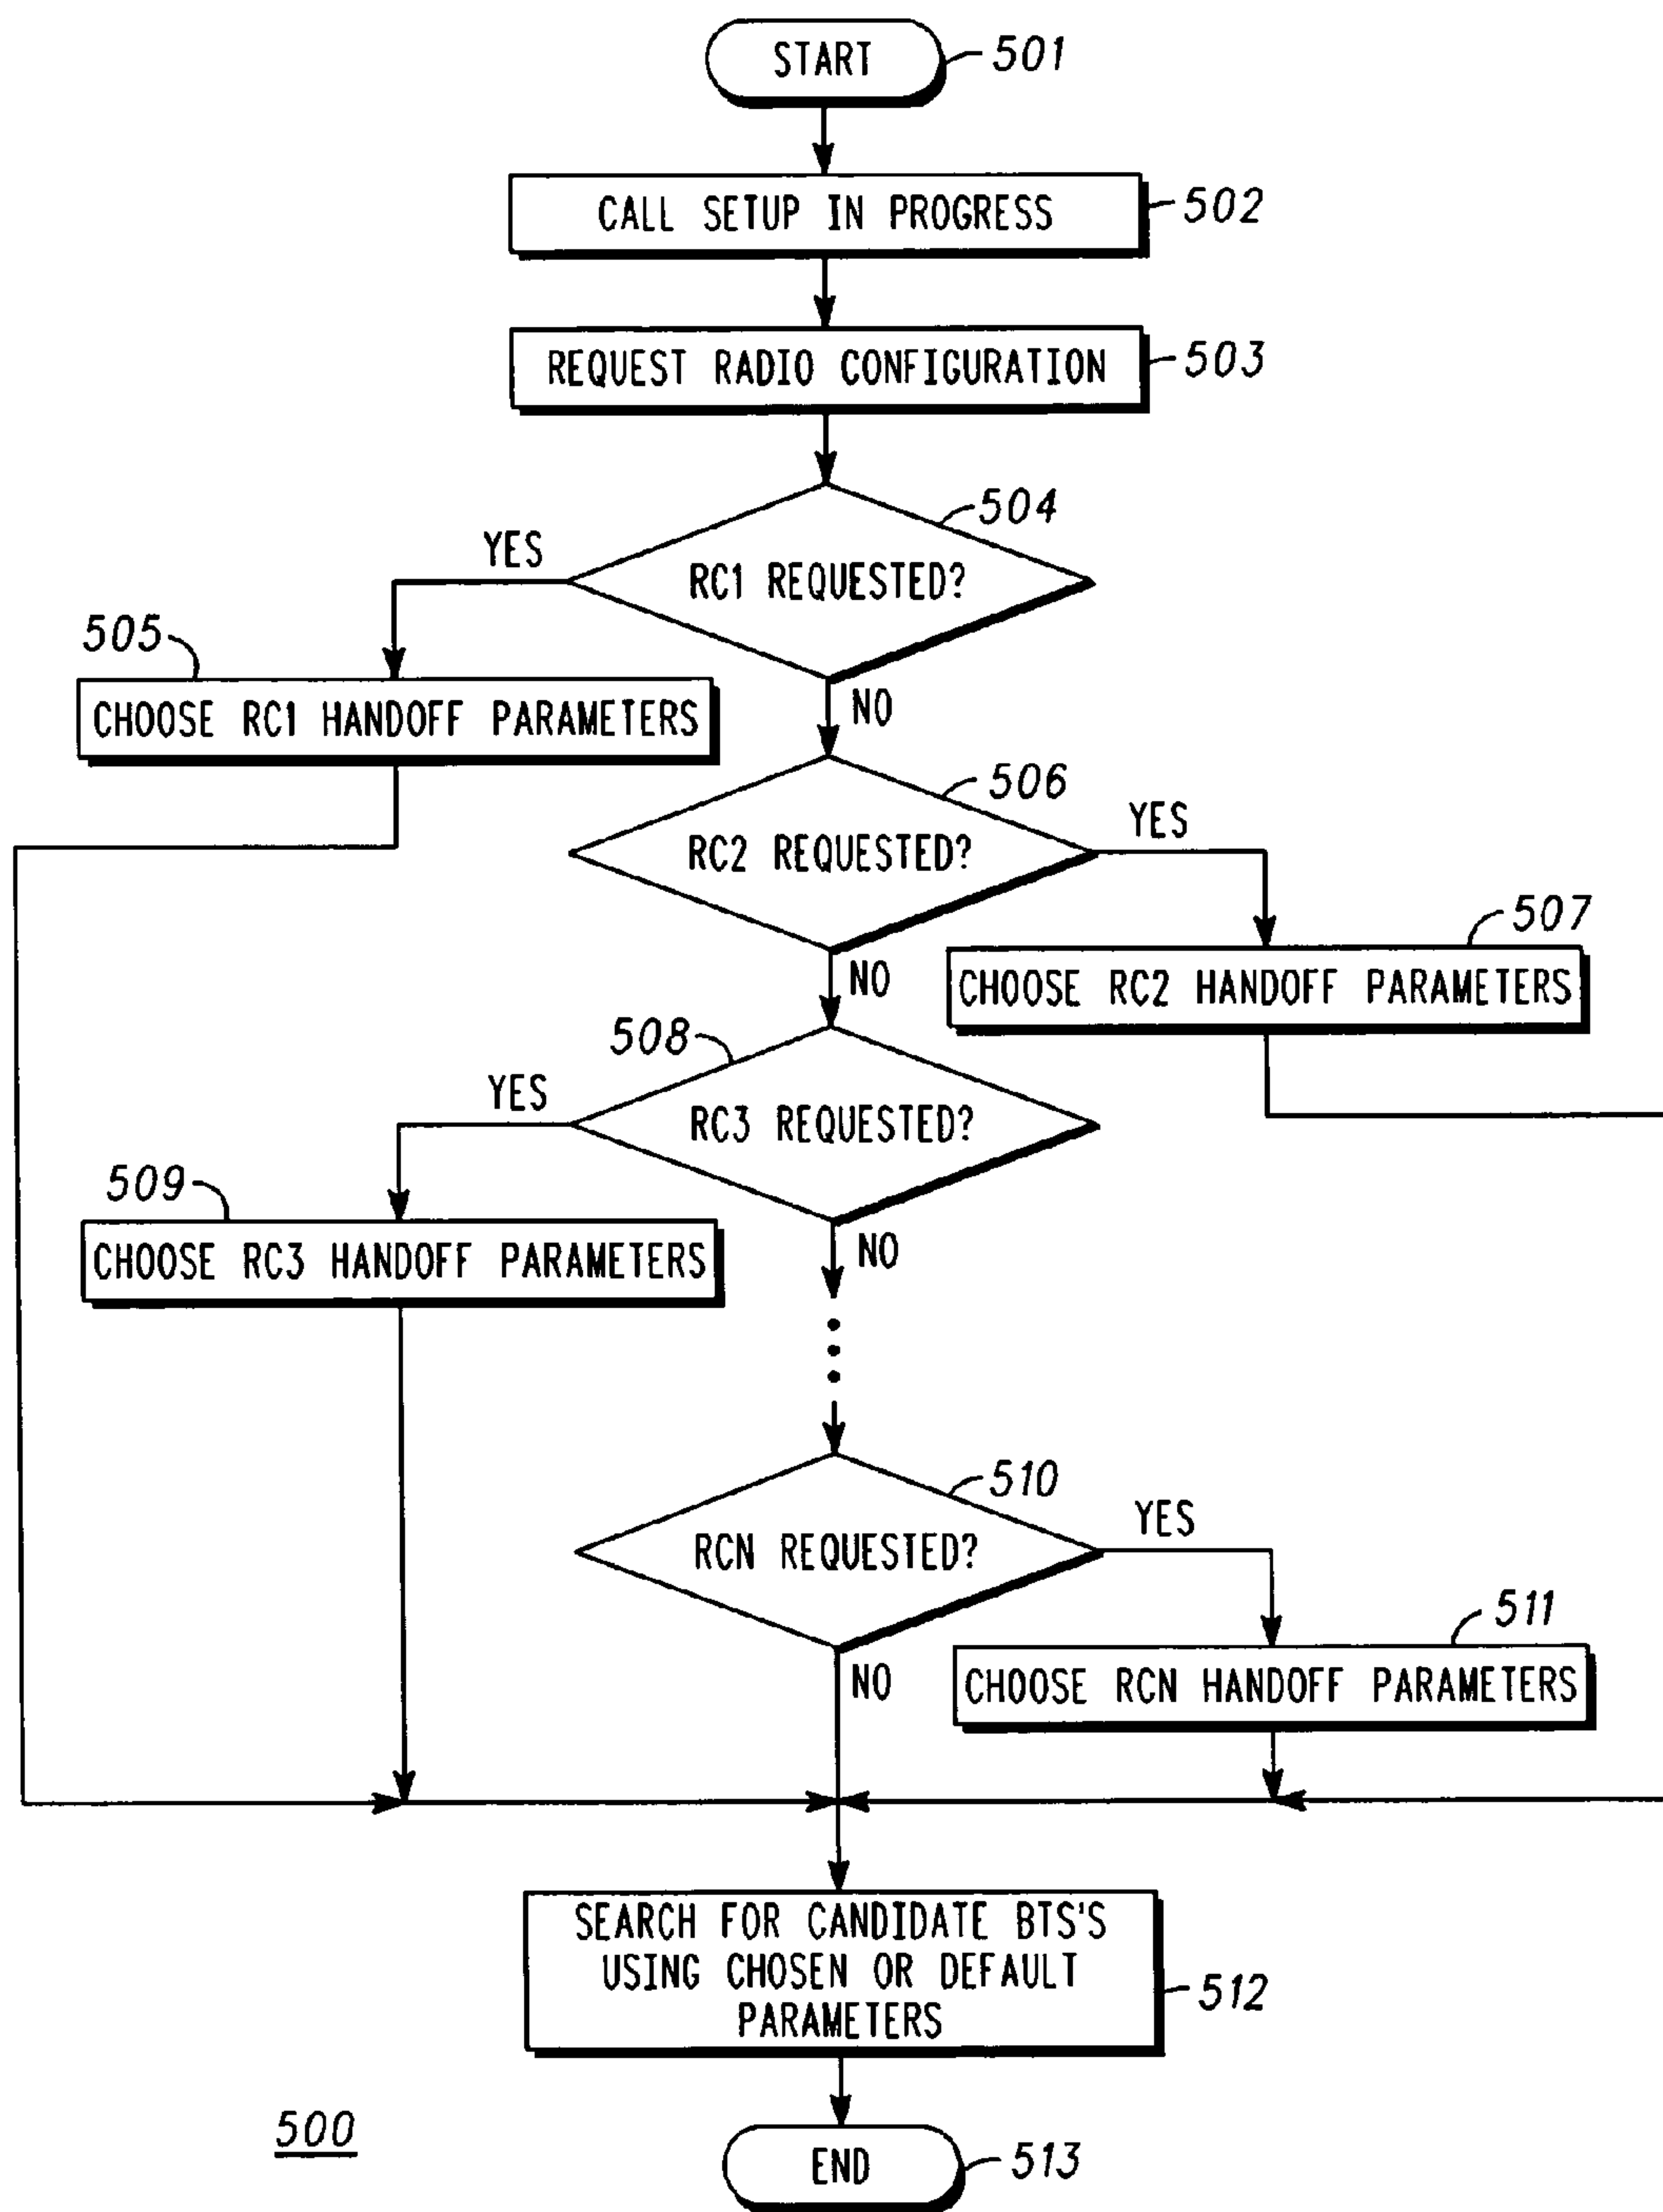 START
501
CALL SETUP IN PROGRESS
502
REQUEST RADIO CONFIGURATION
503
504
YES
RC1 REQUESTED?
505
CHOOSE RC1 HANDOFF PARAMETERS
NO
506
YES
RC2 REQUESTED?
507
NO
CHOOSE RC2 HANDOFF PARAMETERS
508
YES
RC3 REQUESTED?
509
CHOOSE RC3 HANDOFF PARAMETERS
NO
510
YES
RCN REQUESTED?
511
NO
CHOOSE RCN HANDOFF PARAMETERS
SEARCH FOR CANDIDATE BTS'S
USING CHOSEN OR DEFAULT
PARAMETERS
512
500
END
513